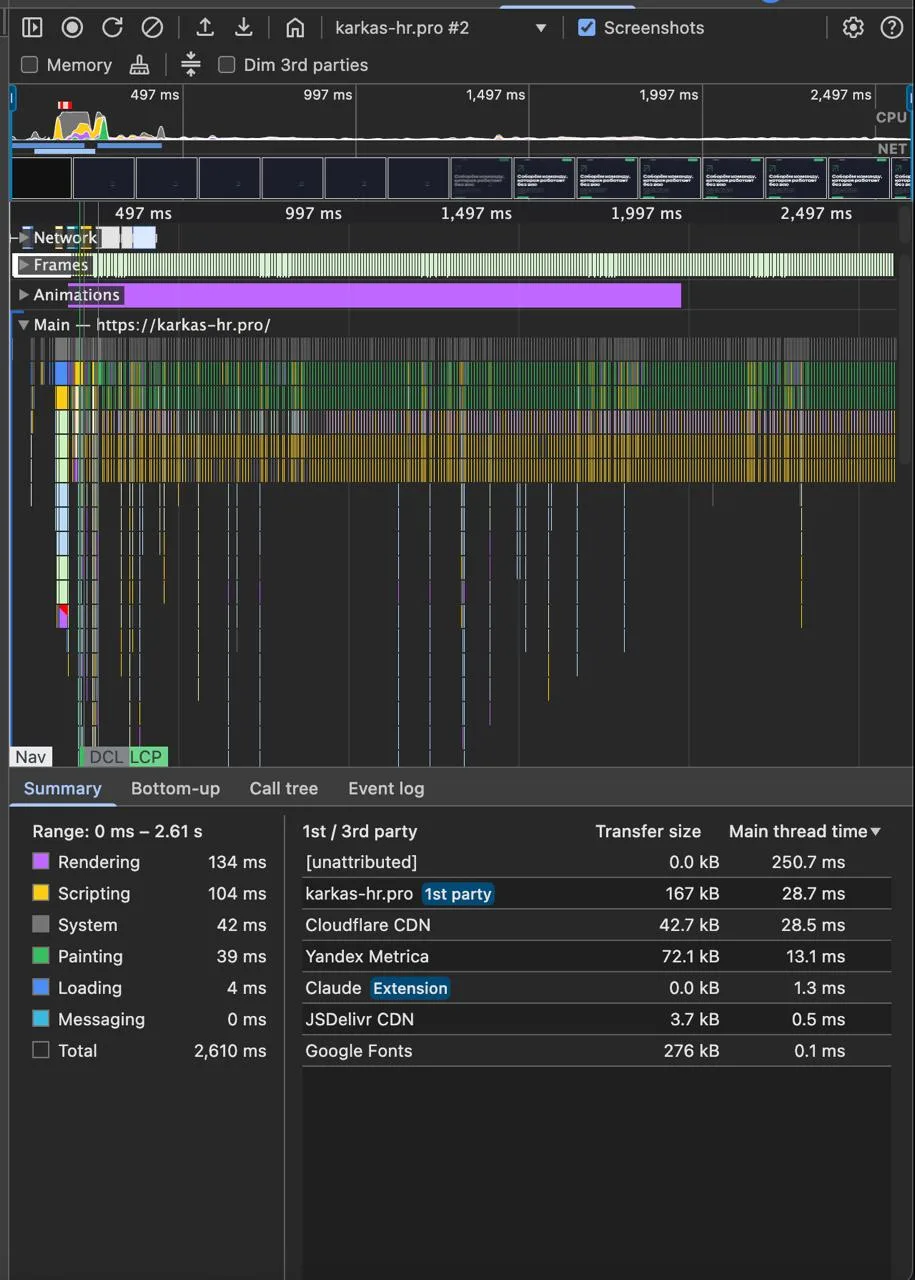 karkas-hr.pro #2 Screenshots
Memory Dim 3rd parties
497 ms 997 ms 1,497 ms 1,997 ms 2,497 ms
CPU
NET
497 ms 997 ms 1,497 ms 1,997 ms 2,497 ms
Network
Frames
Animations
Main — https://karkas-hr.pro/
Nav DCL LCP
Summary Bottom-up Call tree Event log
Range: 0 ms – 2.61 s
Rendering 134 ms
Scripting 104 ms
System 42 ms
Painting 39 ms
Loading 4 ms
Messaging 0 ms
Total 2,610 ms
1st / 3rd party Transfer size Main thread time
[unattributed] 0.0 kB 250.7 ms
karkas-hr.pro 1st party 167 kB 28.7 ms
Cloudflare CDN 42.7 kB 28.5 ms
Yandex Metrica 72.1 kB 13.1 ms
Claude Extension 0.0 kB 1.3 ms
JSDelivr CDN 3.7 kB 0.5 ms
Google Fonts 276 kB 0.1 ms